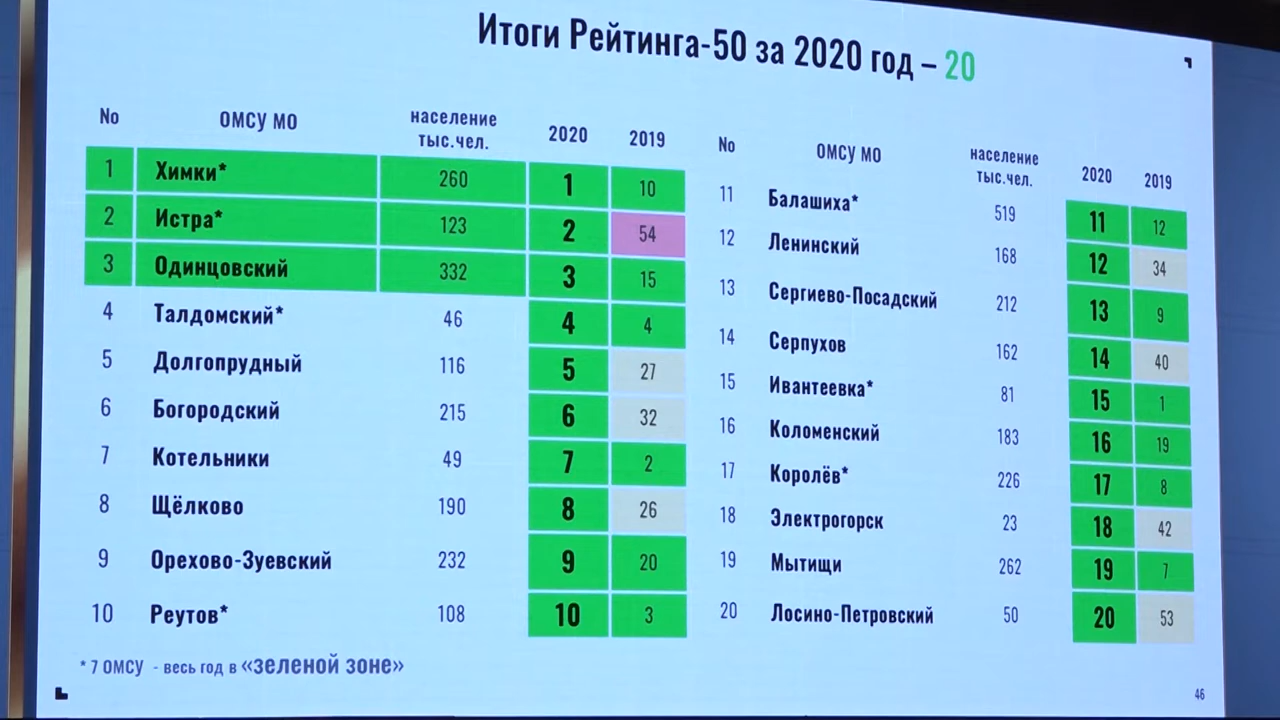 Итоги Рейтинга-50 за 2020 год – 20
No ОМСУ МО население тыс.чел. 2020 2019
1 Химки* 260 1 10
2 Истра* 123 2 54
3 Одинцовский 332 3 15
4 Талдомский* 46 4 4
5 Долгопрудный 116 5 27
6 Богородский 215 6 32
7 Котельники 49 7 2
8 Щёлково 190 8 26
9 Орехово-Зуевский 232 9 20
10 Реутов* 108 10 3
No ОМСУ МО население тыс.чел. 2020 2019
11 Балашиха* 519 11 12
12 Ленинский 168 12 34
13 Сергиево-Посадский 212 13 9
14 Серпухов 162 14 40
15 Ивантеевка* 81 15 1
16 Коломенский 183 16 19
17 Королёв* 226 17 8
18 Электрогорск 23 18 42
19 Мытищи 262 19 7
20 Лосино-Петровский 50 20 53
* 7 ОМСУ - весь год в «зеленой зоне»
46